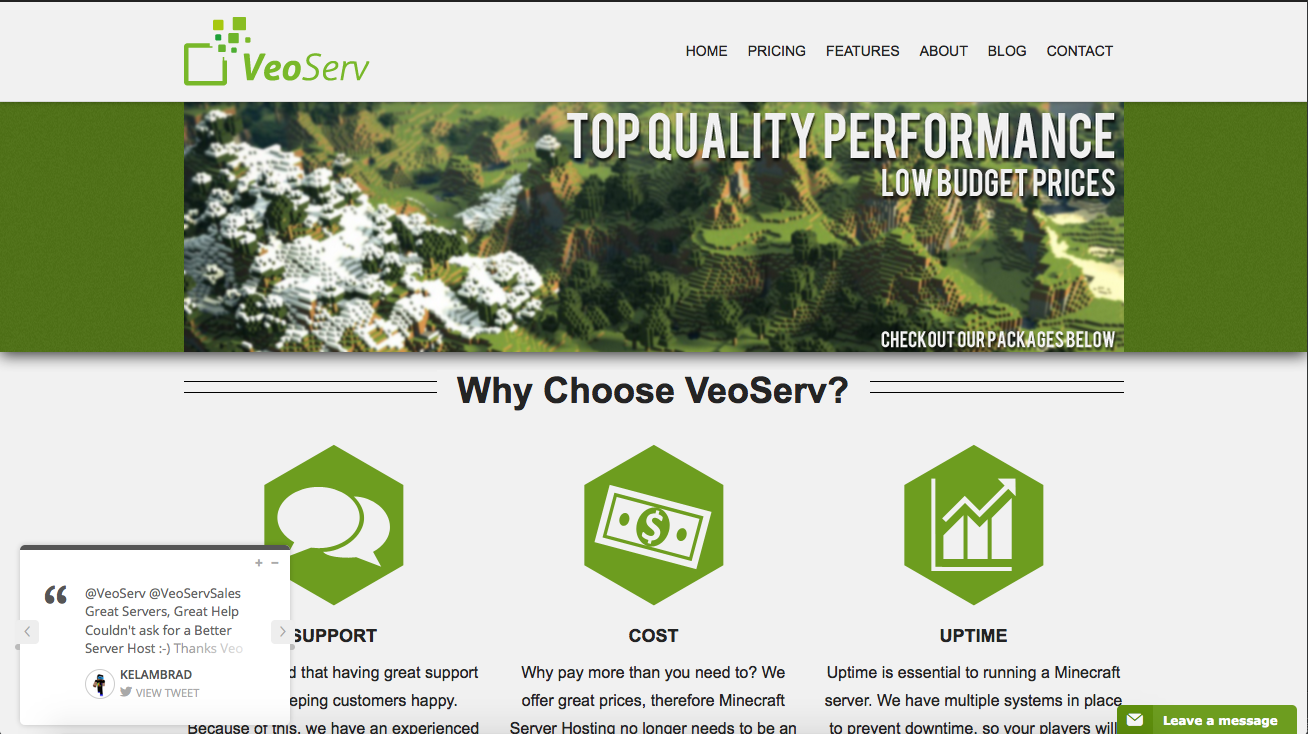 VeoServ
HOME PRICING FEATURES ABOUT BLOG CONTACT
TOP QUALITY PERFORMANCE
LOW BUDGET PRICES
CHECK OUT OUR PACKAGES BELOW
Why Choose VeoServ?
SUPPORT
d that having great support
eping customers happy.
Because of this, we have an experienced
COST
Why pay more than you need to? We
offer great prices, therefore Minecraft
Server Hosting no longer needs to be an
UPTIME
Uptime is essential to running a Minecraft
server. We have multiple systems in place
to prevent downtime, so your players will
+ −
“
@VeoServ @VeoServSales
Great Servers, Great Help
Couldn't ask for a Better
Server Host :-) Thanks Veo
KELAMBRAD
VIEW TWEET
Leave a message